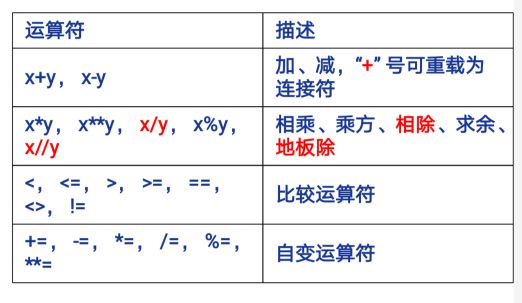 运算符 描述
x+y， x-y
加、减，“+”号可重载为
连接符
x*y， x**y， x/y， x%y，
x//y
相乘、乘方、相除、求余、
地板除
<， <=， >， >=， ==，
<>， !=
比较运算符
+=， -=， *=， /=， %=，
**=
自变运算符